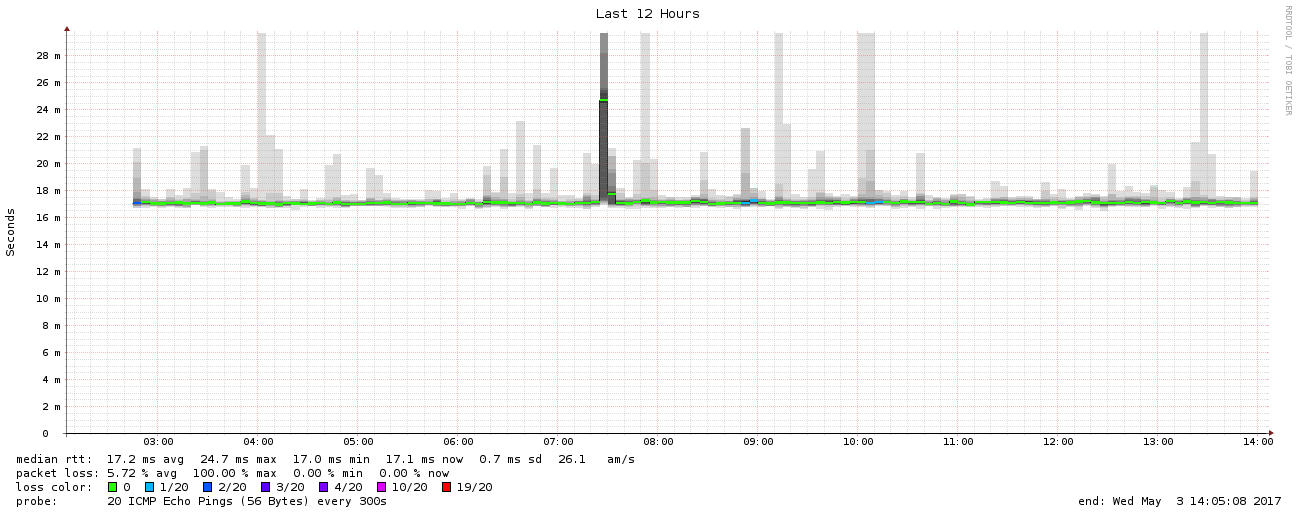 Last 12 Hours
RRDTOOL / TOBI OETIKER
Seconds
28 m
26 m
24 m
22 m
20 m
18 m
16 m
14 m
12 m
10 m
8 m
6 m
4 m
2 m
0
03:00 04:00 05:00 06:00 07:00 08:00 09:00 10:00 11:00 12:00 13:00 14:00
median rtt: 17.2 ms avg 24.7 ms max 17.0 ms min 17.1 ms now 0.7 ms sd 26.1 am/s
packet loss: 5.72 % avg 100.00 % max 0.00 % min 0.00 % now
loss color: 0 1/20 2/20 3/20 4/20 10/20 19/20
probe: 20 ICMP Echo Pings (56 Bytes) every 300s end: Wed May 3 14:05:08 2017